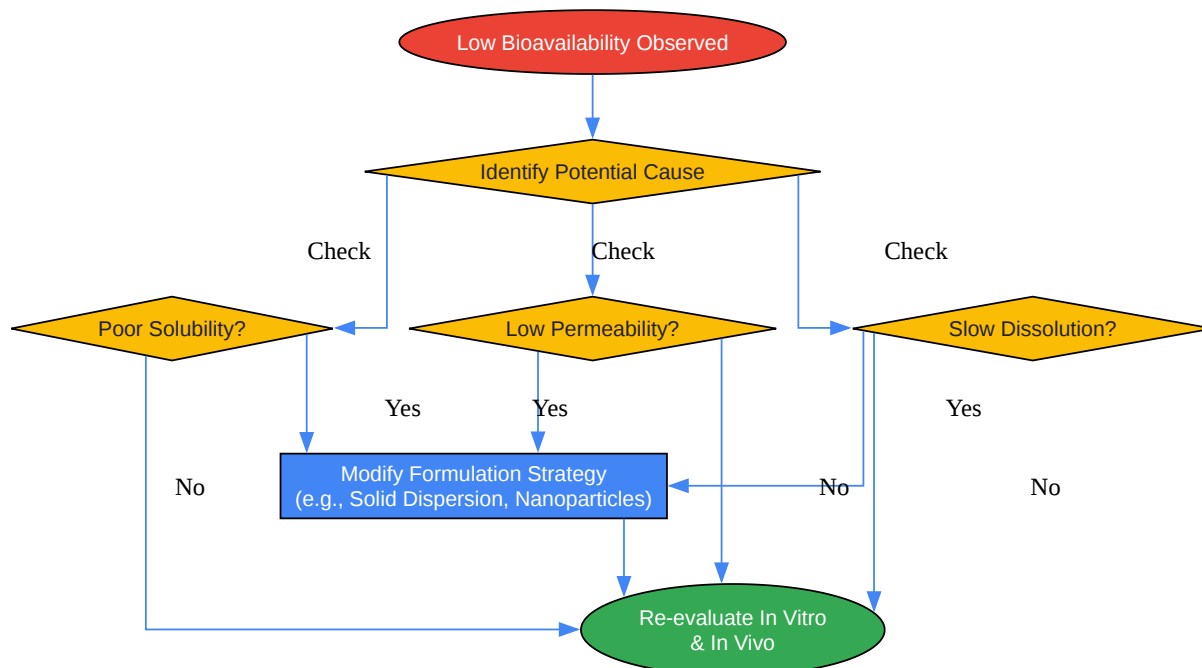 Low Bioavailability Observed
Identify Potential Cause
Check
Check
Check
Poor Solubility?
Low Permeability?
Slow Dissolution?
Yes
Yes
Yes
Modify Formulation Strategy
(e.g., Solid Dispersion, Nanoparticles)
No
No
No
Re-evaluate In Vitro
& In Vivo